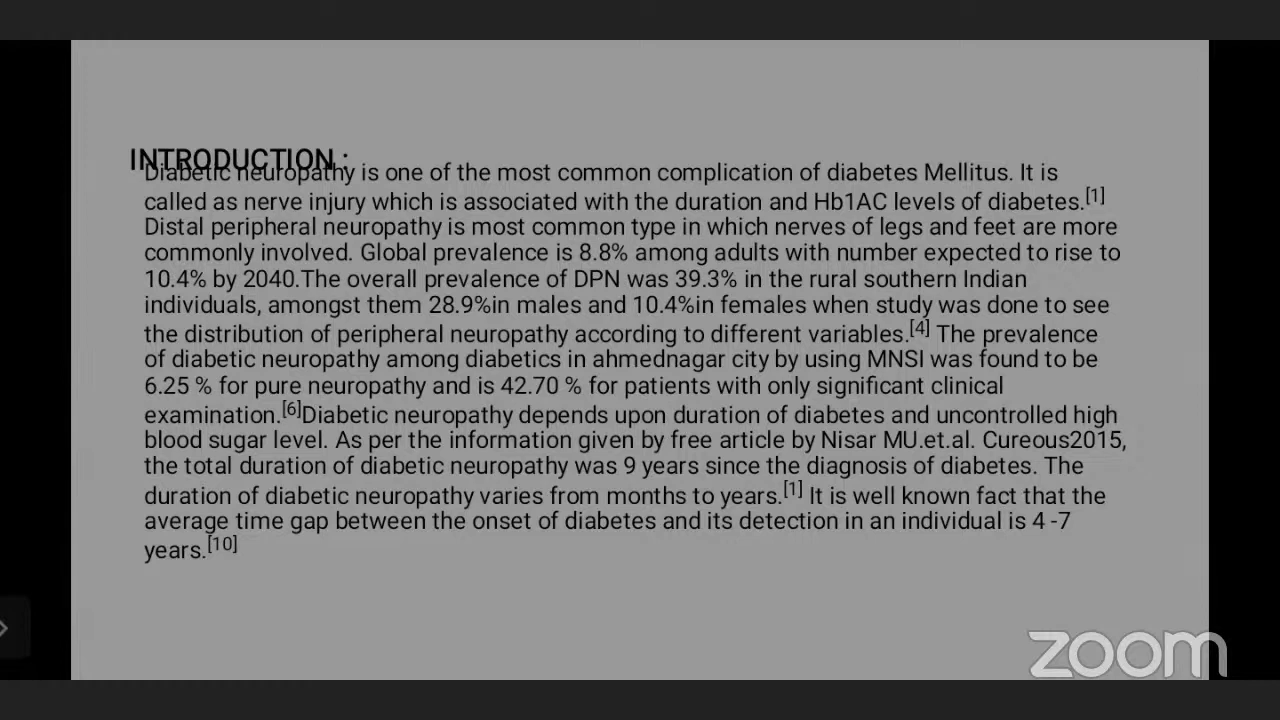 INTRODUCTION :
Diabetic neuropathy is one of the most common complication of diabetes Mellitus. It is
called as nerve injury which is associated with the duration and Hb1AC levels of diabetes.[1]
Distal peripheral neuropathy is most common type in which nerves of legs and feet are more
commonly involved. Global prevalence is 8.8% among adults with number expected to rise to
10.4% by 2040.The overall prevalence of DPN was 39.3% in the rural southern Indian
individuals, amongst them 28.9%in males and 10.4%in females when study was done to see
the distribution of peripheral neuropathy according to different variables.[4] The prevalence
of diabetic neuropathy among diabetics in ahmednagar city by using MNSI was found to be
6.25 % for pure neuropathy and is 42.70 % for patients with only significant clinical
examination.[6]Diabetic neuropathy depends upon duration of diabetes and uncontrolled high
blood sugar level. As per the information given by free article by Nisar MU.et.al. Cureous2015,
the total duration of diabetic neuropathy was 9 years since the diagnosis of diabetes. The
duration of diabetic neuropathy varies from months to years.[1] It is well known fact that the
average time gap between the onset of diabetes and its detection in an individual is 4 -7
years.[10]
zoom